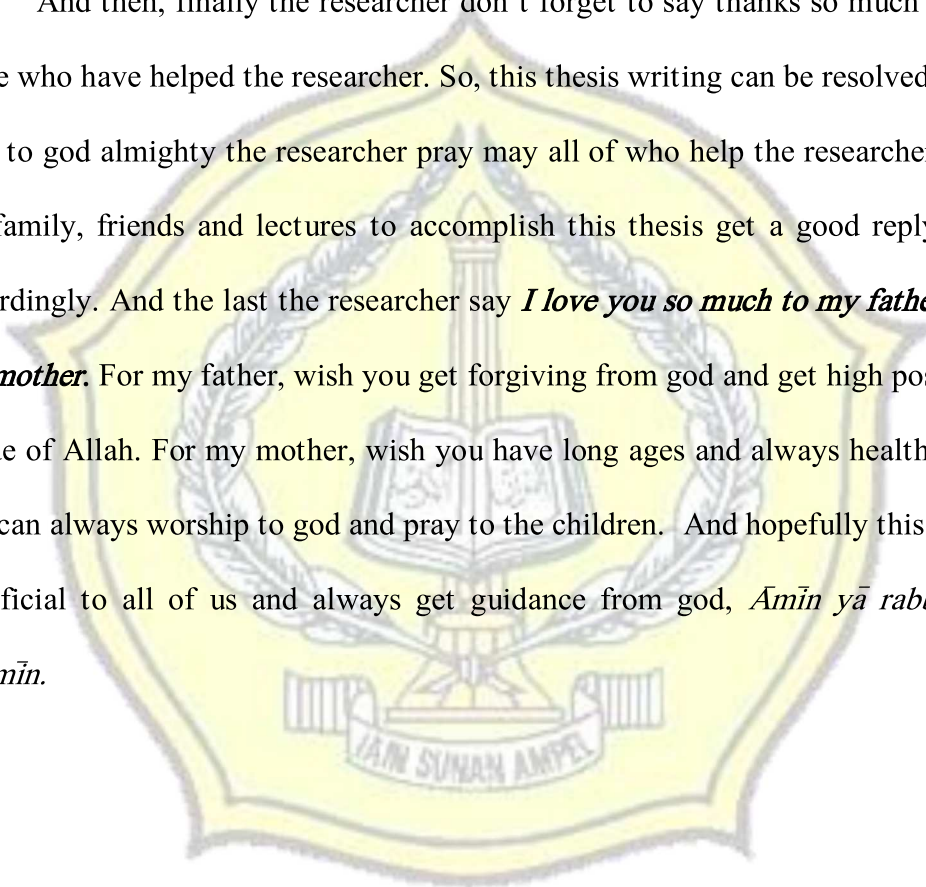 And then, finally the researcher don't forget to say thanks so much
who have helped the researcher. So, this thesis writing can be resolved
to god almighty the researcher pray may all of who help the researche
family, friends and lectures to accomplish this thesis get a good reply
rdingly. And the last the researcher say I love you so much to my fathe
mother. For my father, wish you get forgiving from god and get high pos
e of Allah. For my mother, wish you have long ages and always health
can always worship to god and pray to the children. And hopefully this
ficial to all of us and always get guidance from god, Āmīn yā rab
mīn.
IAIN SUNAN AMPEL